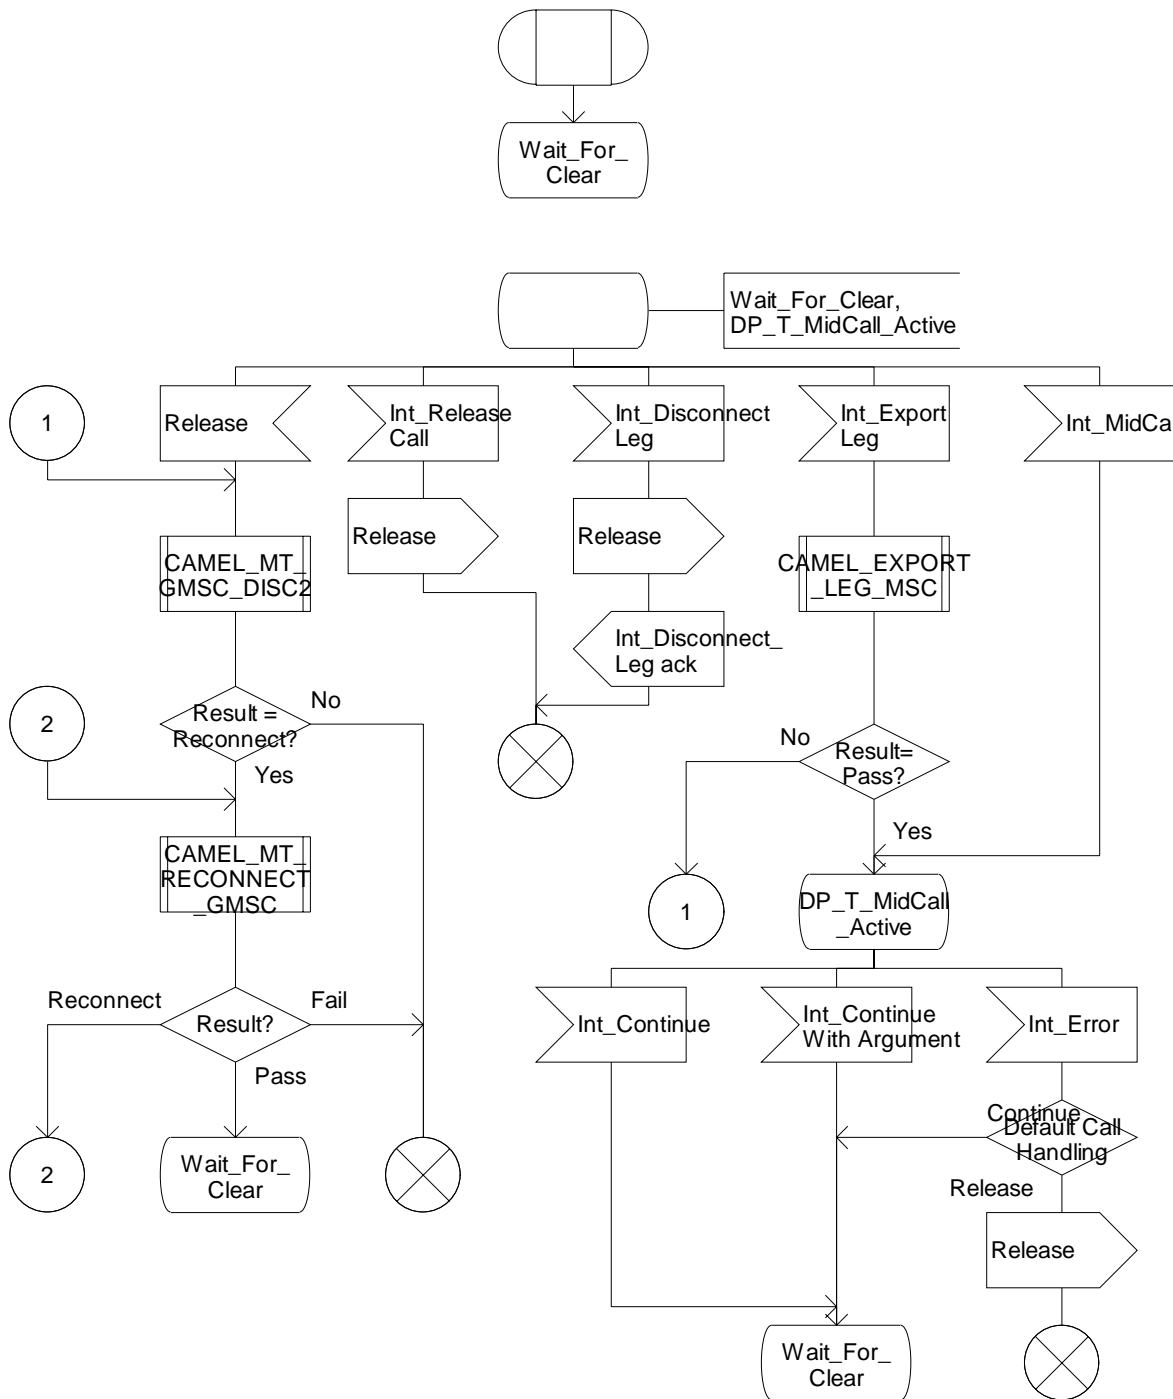 Wait_For_
Clear
Wait_For_Clear,
DP_T_MidCall_Active
1
Release
Int_Release
Call
Int_Disconnect
Leg
Int_Export
Leg
Int_MidCa
Release
Release
CAMEL_MT_
GMSC_DISC2
CAMEL_EXPORT
_LEG_MSC
Int_Disconnect_
Leg ack
2
Result =
Reconnect?
No
Yes
No
Result=
Pass?
Yes
CAMEL_MT_
RECONNECT
_GMSC
1
DP_T_MidCall
_Active
Reconnect
Result?
Fail
Pass
Int_Continue
Int_Continue
With Argument
Int_Error
Continue
Default Call
Handling
Release
2
Wait_For_
Clear
Release
Wait_For_
Clear